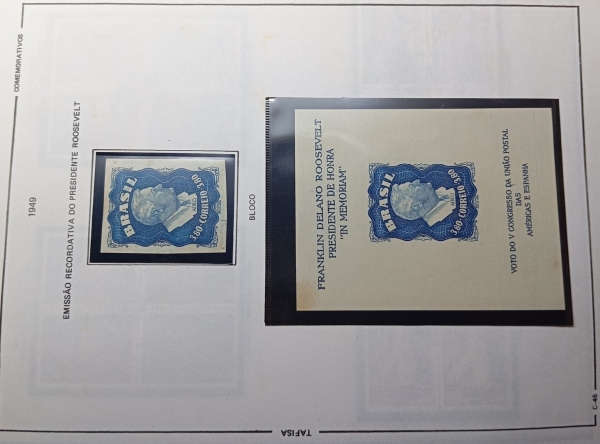 COMEMORATIVOS
1949
EMISSÃO RECORDATIVA DO PRESIDENTE ROOSEVELT
BRASIL
3,80 CORREIO 3,80
BLOCO
FRANKLIN DELANO ROOSEVELT
PRESIDENTE DE HONRA
"IN MEMORIAM"
BRASIL
3,80 CORREIO 3,80
VOTO DO V CONGRESSO DA UNIÃO POSTAL
DAS
AMÉRICAS E ESPANHA
TAFISA
C-45